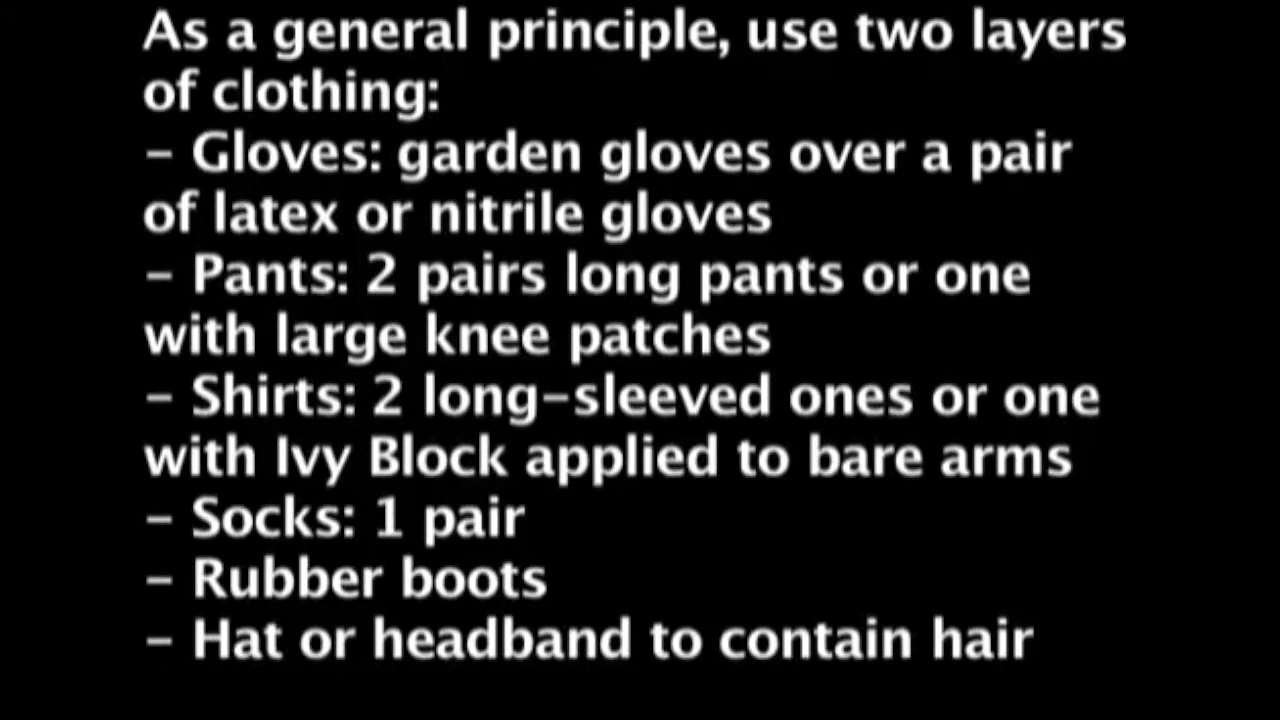 As a general principle, use two layers
of clothing:
– Gloves: garden gloves over a pair
of latex or nitrile gloves
– Pants: 2 pairs long pants or one
with large knee patches
– Shirts: 2 long–sleeved ones or one
with Ivy Block applied to bare arms
– Socks: 1 pair
– Rubber boots
– Hat or headband to contain hair